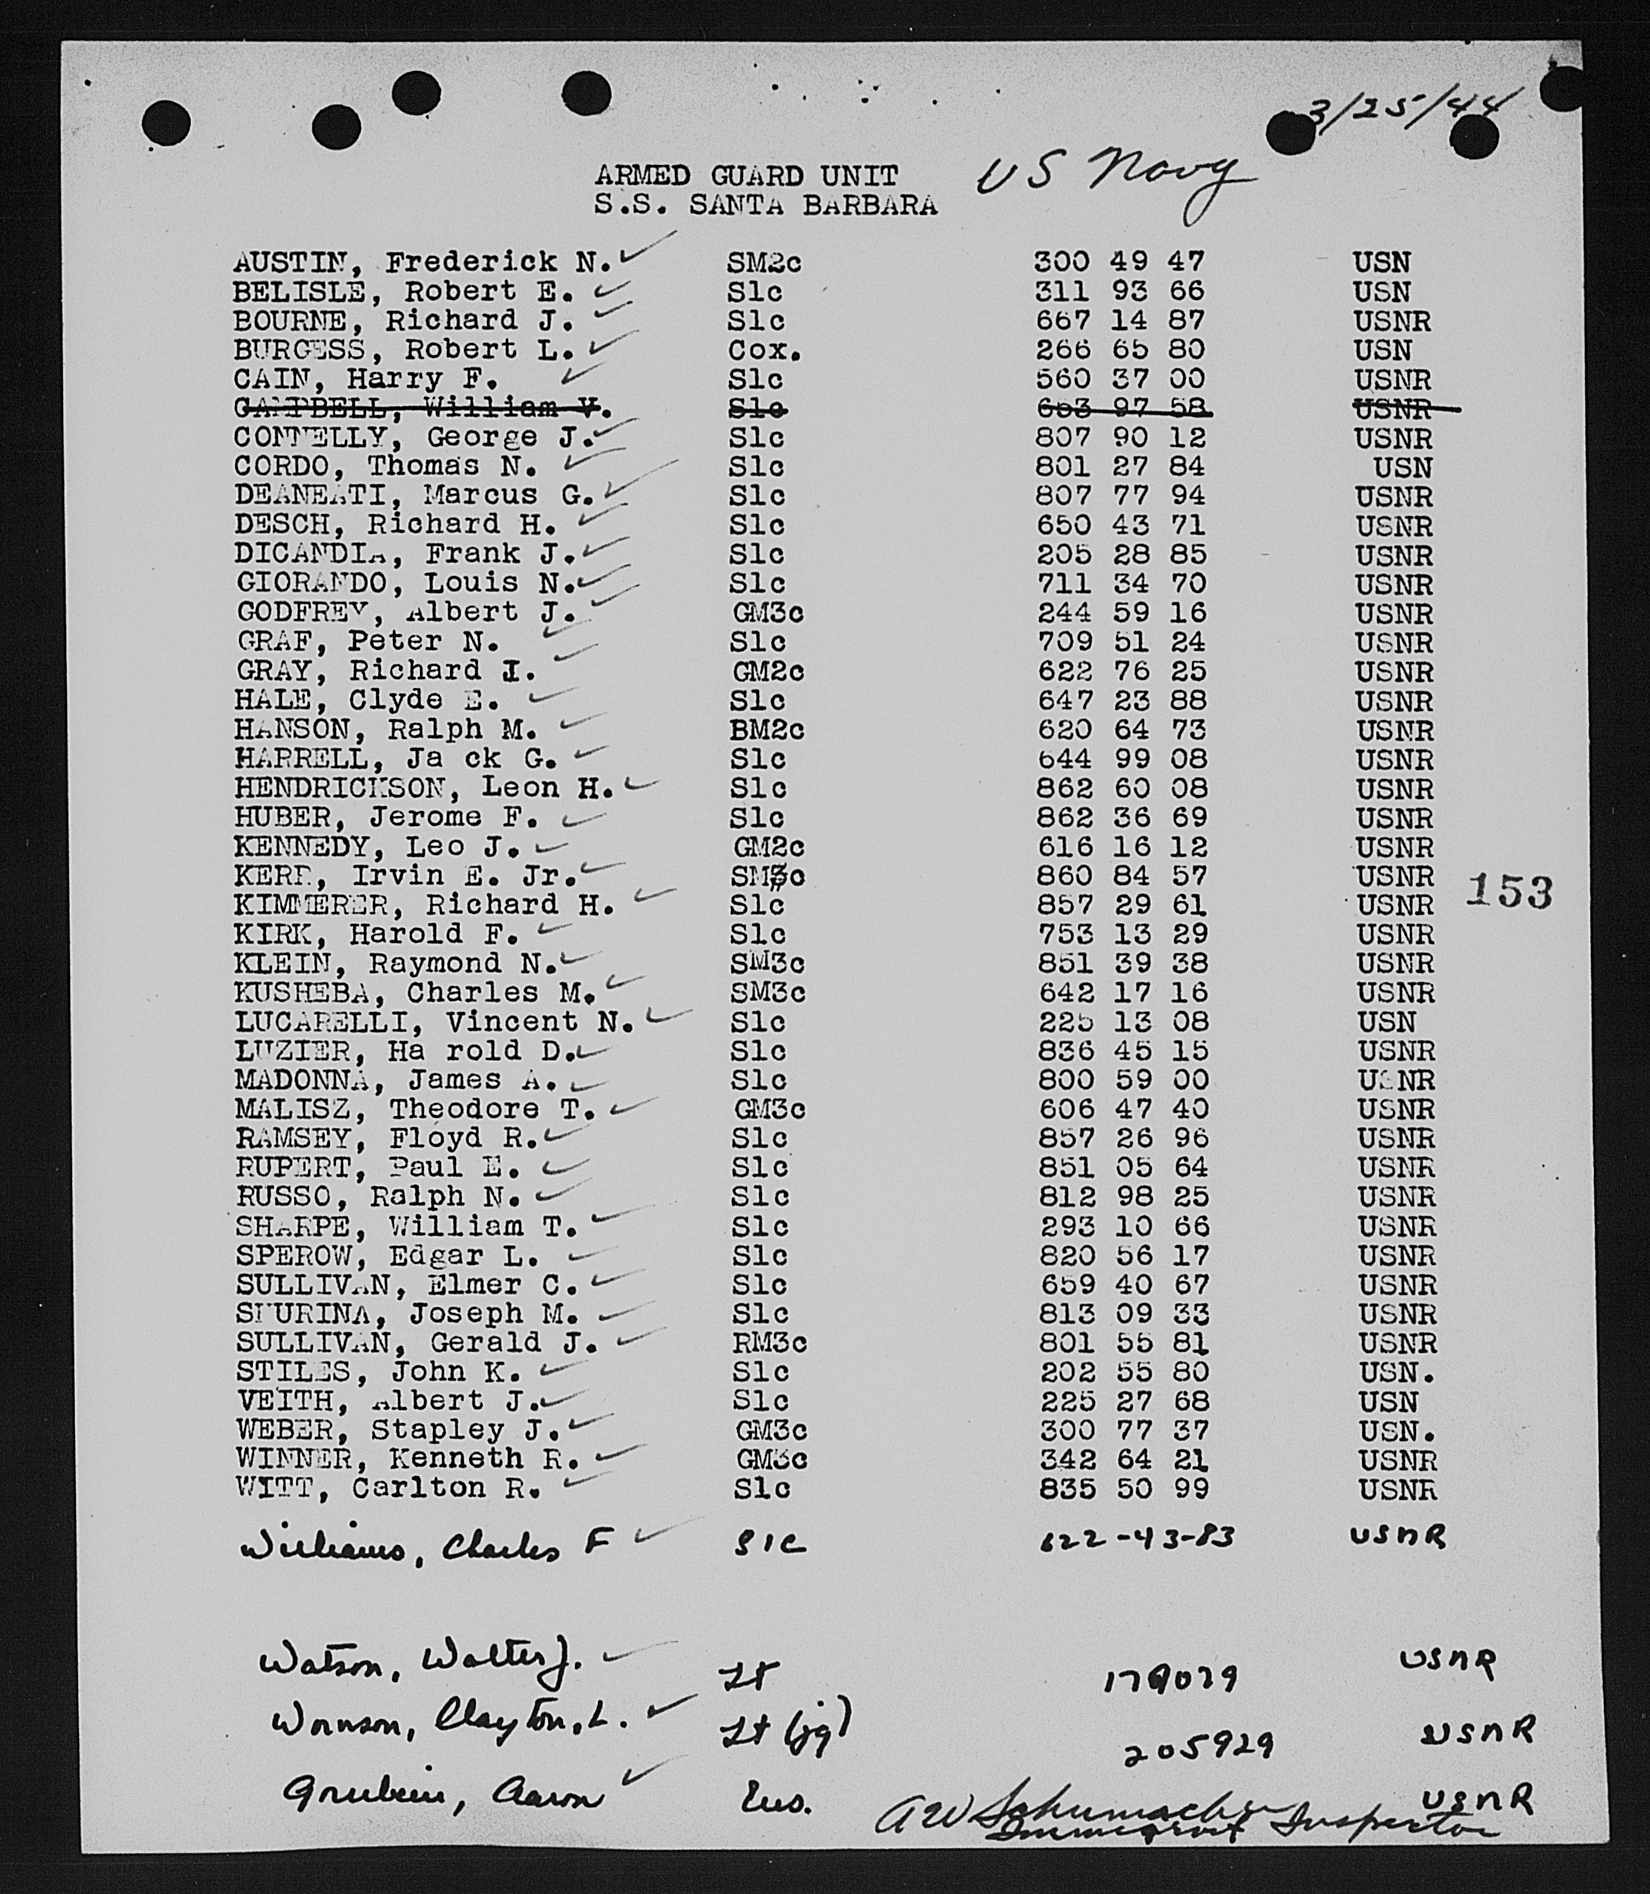 3/25/44
ARMED GUARD UNIT US Navy
S.S. SANTA BARBARA
AUSTIN, Frederick N. SM2c 300 49 47 USN
BELISLE, Robert E. S1c 311 93 66 USN
BOURNE, Richard J. S1c 667 14 87 USNR
BURGESS, Robert L. Cox. 266 65 80 USN
CAIN, Harry F. S1c 560 37 00 USNR
CAMPBELL, William V. S1c 663 97 58 USNR
CONNELLY, George J. S1c 807 90 12 USNR
CORDO, Thomas N. S1c 801 27 84 USN
DEANEATI, Marcus G. S1c 807 77 94 USNR
DESCH, Richard H. S1c 650 43 71 USNR
DICANDIA, Frank J. S1c 205 28 85 USNR
GIORANDO, Louis N. S1c 711 34 70 USNR
GODFREY, Albert J. GM3c 244 59 16 USNR
GRAF, Peter N. S1c 709 51 24 USNR
GRAY, Richard I. GM2c 622 76 25 USNR
HALE, Clyde E. S1c 647 23 88 USNR
HANSON, Ralph M. BM2c 620 64 73 USNR
HARRELL, Ja ck G. S1c 644 99 08 USNR
HENDRICKSON, Leon H. S1c 862 60 08 USNR
HUBER, Jerome F. S1c 862 36 69 USNR
KENNEDY, Leo J. GM2c 616 16 12 USNR
KERR, Irvin E. Jr. SM3c 860 84 57 USNR
153
KIMMERER, Richard H. S1c 857 29 61 USNR
KIRK, Harold F. S1c 753 13 29 USNR
KLEIN, Raymond N. SM3c 851 39 38 USNR
KUSHEBA, Charles M. SM3c 642 17 16 USNR
LUCARELLI, Vincent N. S1c 225 13 08 USN
LUZIER, Ha rold D. S1c 836 45 15 USNR
MADONNA, James A. S1c 800 59 00 USNR
MALISZ, Theodore T. GM3c 606 47 40 USNR
RAMSEY, Floyd R. S1c 857 26 96 USNR
RUPERT, Paul E. S1c 851 05 64 USNR
RUSSO, Ralph N. S1c 812 98 25 USNR
SHARPE, William T. S1c 293 10 66 USNR
SPEROW, Edgar L. S1c 820 56 17 USNR
SULLIVAN, Elmer C. S1c 659 40 67 USNR
Joseph M. S1c 813 09 33 USNR
SULLIVAN, Gerald J. RM3c 801 55 81 USNR
STILES, John K. S1c 202 55 80 USN.
VEITH, Albert J. S1c 225 27 68 USN
WEBER, Stapley J. GM3c 300 77 37 USN.
WINNER, Kenneth R. GM3c 342 64 21 USNR
WITT, Carlton R. S1c 835 50 99 USNR
Williams, Charles F S1C 622-43-83 USNR
Watson, Walter J. Lt 179029 USNR
Clayton, L. Lt (jg) 205929 USNR
Aaron Ens. USNR
AW Schumacher
Immigrant Inspector